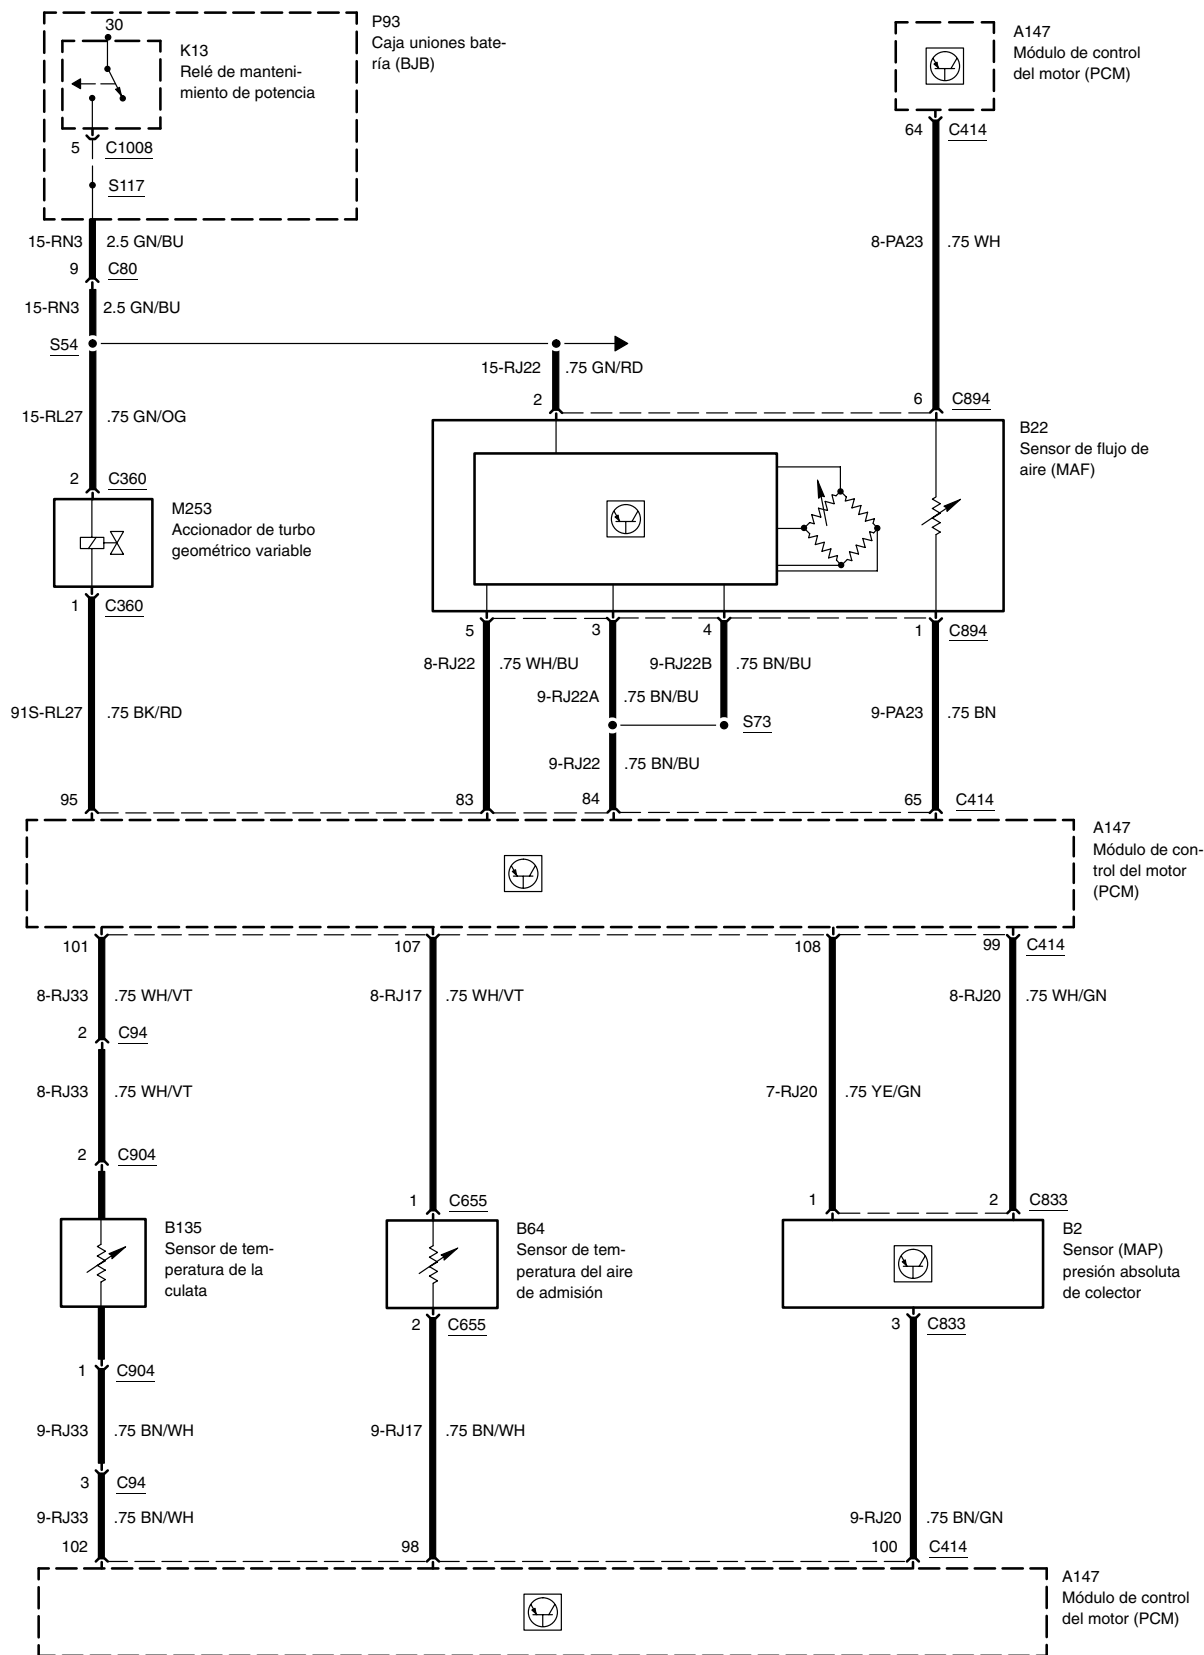 30
K13
Relé de manteni-
miento de potencia
P93
Caja uniones bate-
ría (BJB)
A147
Módulo de control
del motor (PCM)
5 C1008
S117
64 C414
15-RN3 2.5 GN/BU
9 C80
8-PA23 .75 WH
15-RN3 2.5 GN/BU
S54
15-RJ22 .75 GN/RD
2
6 C894
15-RL27 .75 GN/OG
B22
Sensor de flujo de
aire (MAF)
2 C360
M253
Accionador de turbo
geométrico variable
1 C360
5
3
4
1 C894
8-RJ22 .75 WH/BU
9-RJ22B .75 BN/BU
9-RJ22A .75 BN/BU
91S-RL27 .75 BK/RD
9-PA23 .75 BN
S73
9-RJ22 .75 BN/BU
95
83
84
65 C414
A147
Módulo de con-
trol del motor
(PCM)
101
107
108
99 C414
8-RJ33 .75 WH/VT
8-RJ17 .75 WH/VT
8-RJ20 .75 WH/GN
2 C94
8-RJ33 .75 WH/VT
7-RJ20 .75 YE/GN
2 C904
1 C655
1
2 C833
B135
Sensor de tem-
peratura de la
culata
B64
Sensor de tem-
peratura del aire
de admisión
B2
Sensor (MAP)
presión absoluta
de colector
2 C655
3 C833
1 C904
9-RJ33 .75 BN/WH
9-RJ17 .75 BN/WH
3 C94
9-RJ33 .75 BN/WH
9-RJ20 .75 BN/GN
102
98
100 C414
A147
Módulo de control
del motor (PCM)